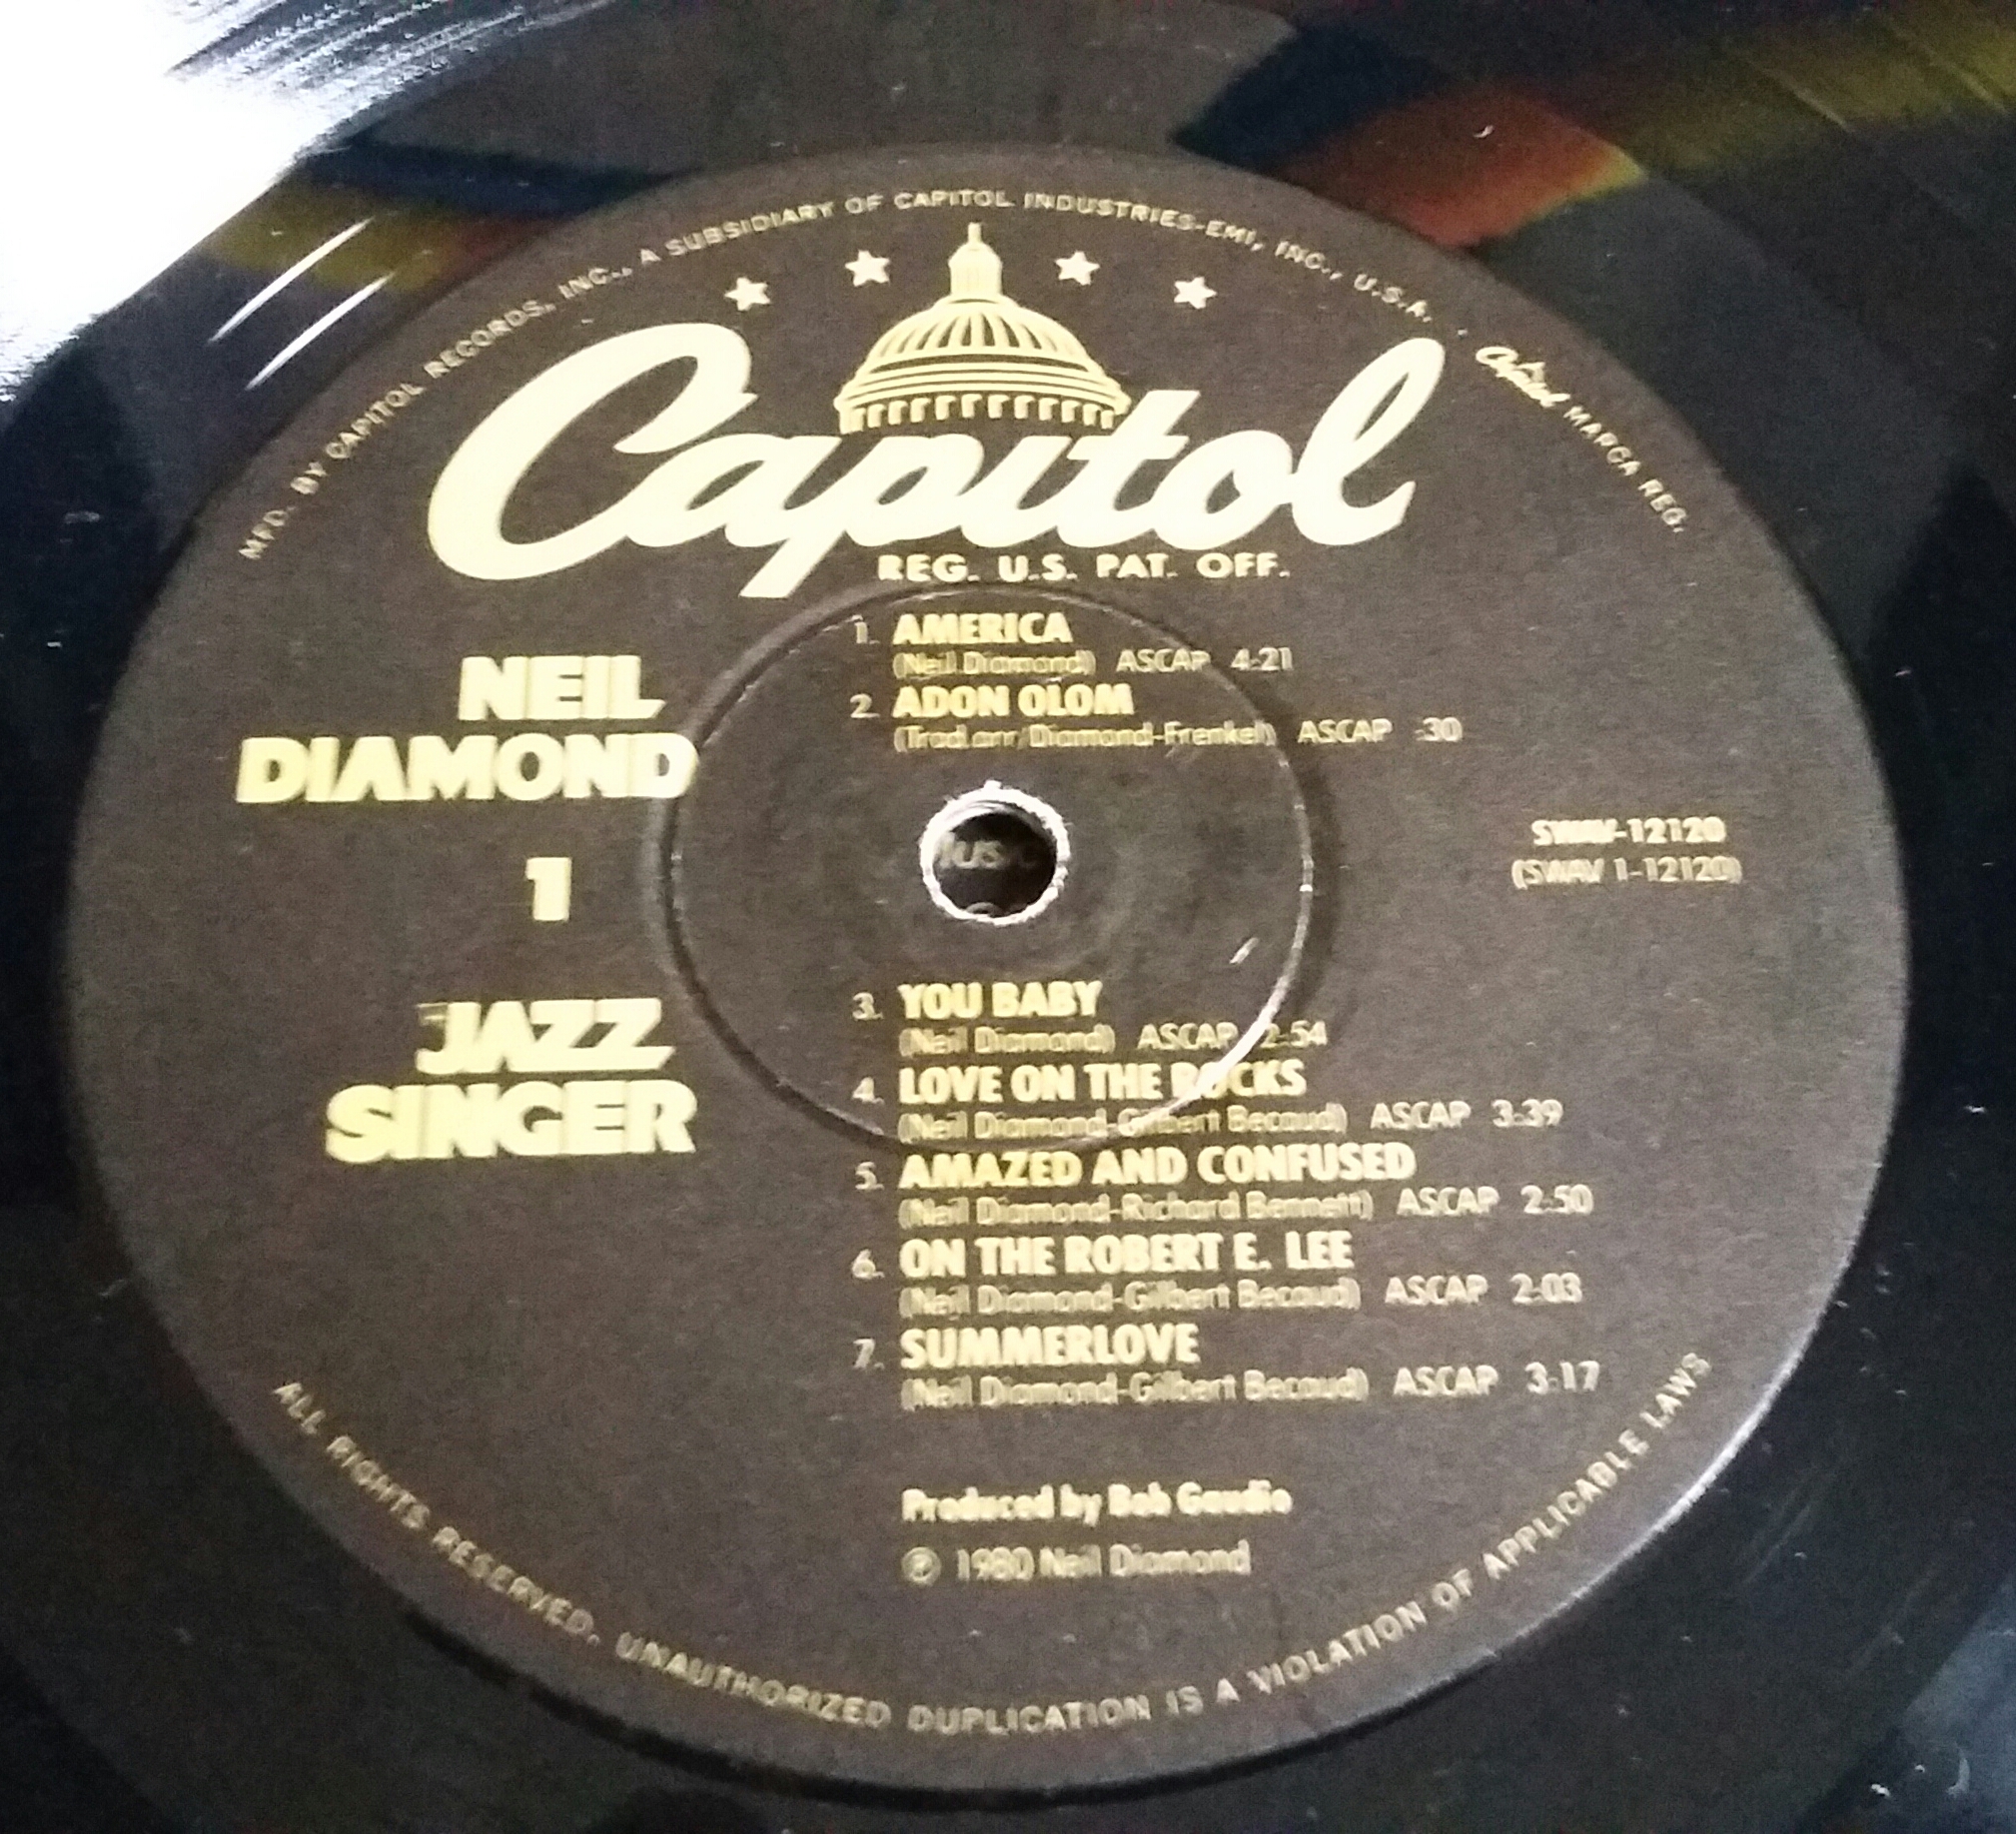 MFD. BY CAPITOL RECORDS, INC., A SUBSIDIARY OF CAPITOL INDUSTRIES-EMI, INC., U.S.A. . Capitol MARCA REG.
Capitol
REG. U.S. PAT. OFF.
NEIL
DIAMOND
1
JAZZ
SINGER
1. AMERICA
(Neil Diamond) ASCAP 4:21
2. ADON OLOM
(Trad. arr/Diamond-Frenkel) ASCAP :30
SWAV-12120
(SWAV 1-12120)
3. YOU BABY
(Neil Diamond) ASCAP 2:54
4. LOVE ON THE ROCKS
(Neil Diamond-Gilbert Becaud) ASCAP 3:39
5. AMAZED AND CONFUSED
(Neil Diamond-Richard Bennett) ASCAP 2:50
6. ON THE ROBERT E. LEE
(Neil Diamond-Gilbert Becaud) ASCAP 2:03
7. SUMMERLOVE
(Neil Diamond-Gilbert Becaud) ASCAP 3:17
Produced by Bob Gaudio
℗ 1980 Neil Diamond
ALL RIGHTS RESERVED. UNAUTHORIZED DUPLICATION IS A VIOLATION OF APPLICABLE LAWS